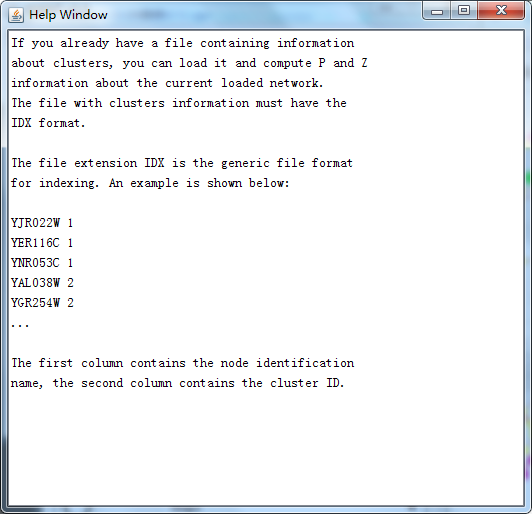 Help Window
If you already have a file containing information
about clusters, you can load it and compute P and Z
information about the current loaded network.
The file with clusters information must have the
IDX format.
The file extension IDX is the generic file format
for indexing. An example is shown below:
YJR022W 1
YER116C 1
YNR053C 1
YAL038W 2
YGR254W 2
...
The first column contains the node identification
name, the second column contains the cluster ID.